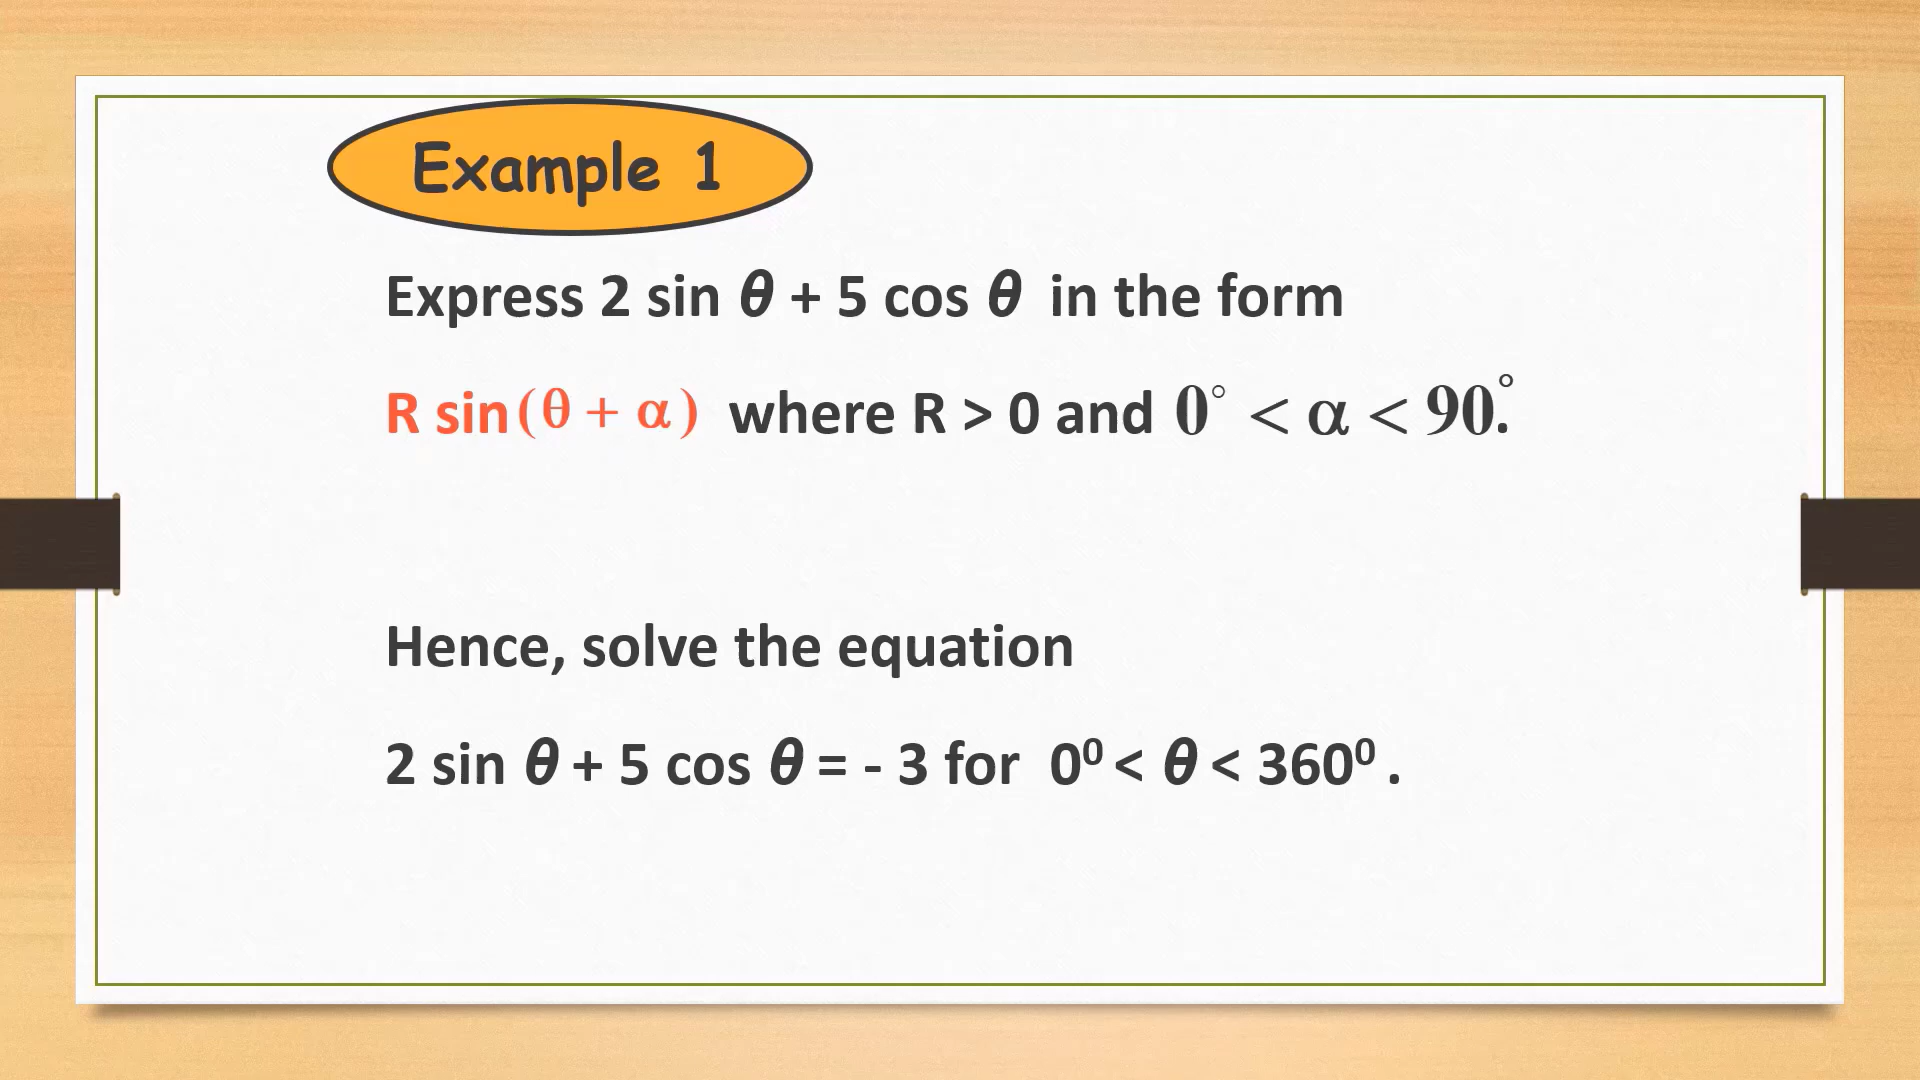 Example 1
Express 2 sin θ + 5 cos θ in the form
R sin(θ + α) where R > 0 and 0° < α < 90°.
Hence, solve the equation
2 sin θ + 5 cos θ = - 3 for 0⁰ < θ < 360⁰ .